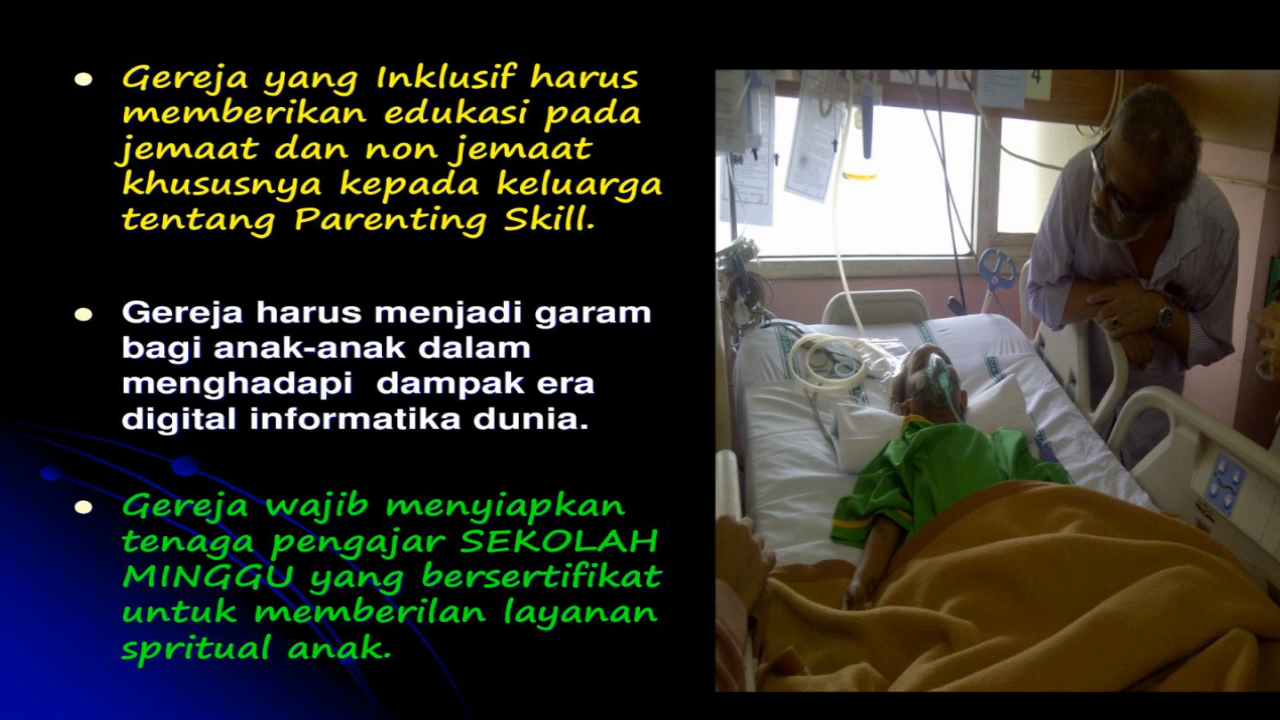 Gereja yang Inklusif harus
memberikan edukasi pada
jemaat dan non jemaat
khususnya kepada keluarga
tentang Parenting Skill.
Gereja harus menjadi garam
bagi anak-anak dalam
menghadapi dampak era
digital informatika dunia.
Gereja wajib menyiapkan
tenaga pengajar SEKOLAH
MINGGU yang bersertifikat
untuk memberilan layanan
spritual anak.
4